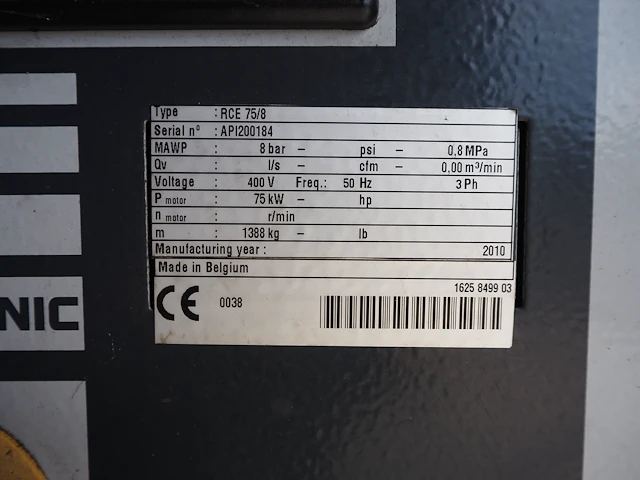 Type : RCE 75/8
Serial nº : API200184
MAWP : 8 bar – psi – 0.8 MPa
Qv : l/s – cfm – 0,00 m³/min
Voltage : 400 V Freq.: 50 Hz 3 Ph
P motor : 75 kW – hp
n motor : r/min
m : 1388 kg – lb
Manufacturing year : 2010
Made in Belgium
1625 8499 03
CE 0038
NIC